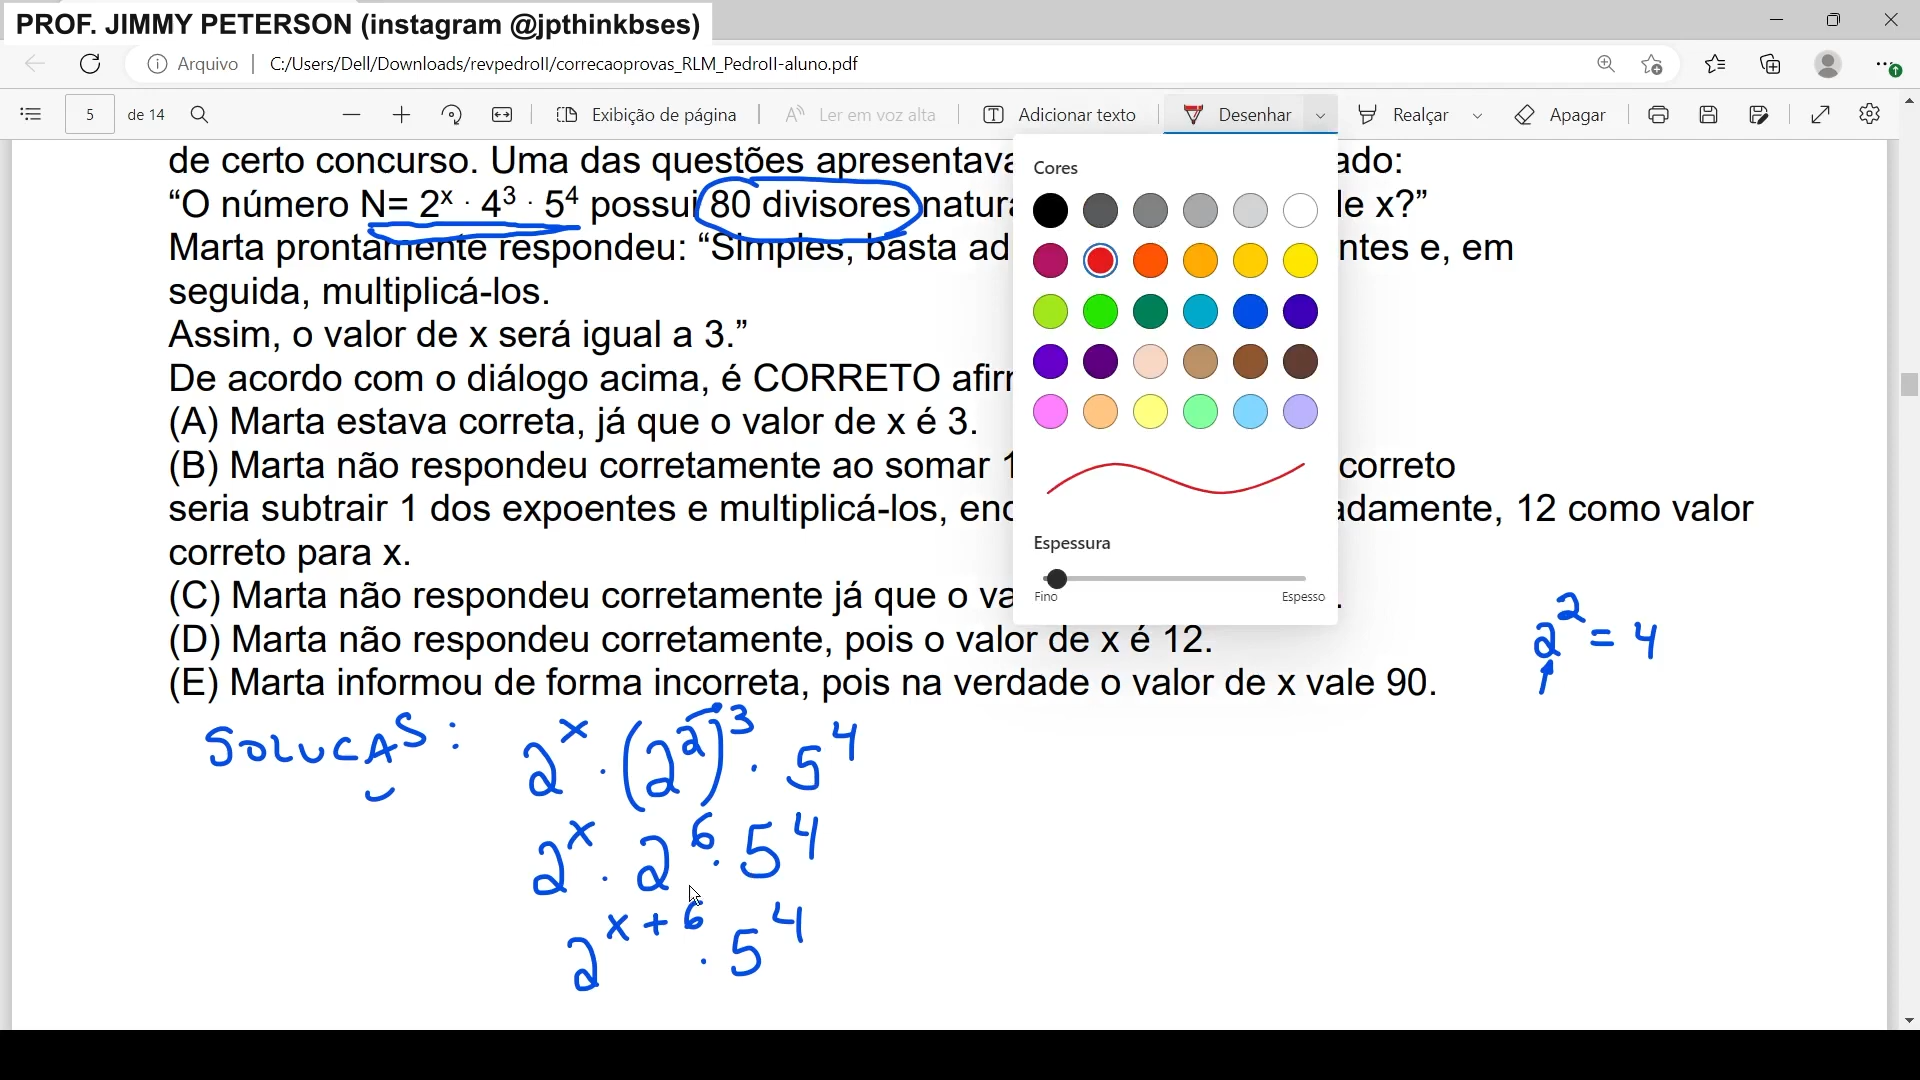 PROF. JIMMY PETERSON (instagram @jpthinkbses)
Arquivo | C:/Users/Dell/Downloads/revpedroII/correcaoprovas_RLM_PedroII-aluno.pdf
5 de 14 Exibição de página Ler em voz alta Adicionar texto Desenhar Realçar Apagar
de certo concurso. Uma das questões apresentava ado:
“O número N= 2ˣ · 4³ · 5⁴ possui 80 divisores natura le x?”
Marta prontamente respondeu: “Simples, basta ad ntes e, em
seguida, multiplicá-los.
Assim, o valor de x será igual a 3.”
De acordo com o diálogo acima, é CORRETO afirr
(A) Marta estava correta, já que o valor de x é 3.
(B) Marta não respondeu corretamente ao somar 1 correto
seria subtrair 1 dos expoentes e multiplicá-los, enc adamente, 12 como valor
correto para x.
(C) Marta não respondeu corretamente já que o va .
(D) Marta não respondeu corretamente, pois o valor de x é 12.
(E) Marta informou de forma incorreta, pois na verdade o valor de x vale 90.
Cores
Espessura
Fino Espesso
2² = 4
SOLUCAS : 2ˣ · (2²)³ · 5⁴
2ˣ · 2⁶ · 5⁴
2ˣ⁺⁶ · 5⁴